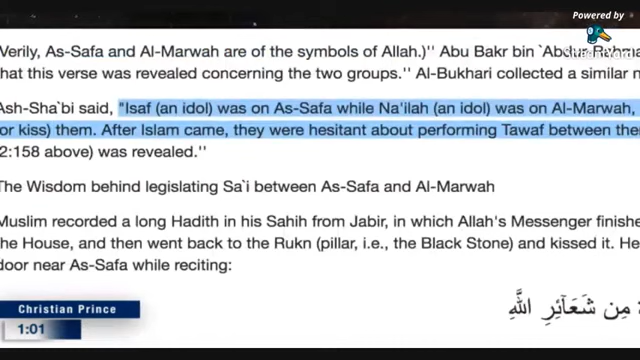 Powered by
Verily, As-Safa and Al-Marwah are of the symbols of Allah.)'' Abu Bakr bin `Abdur-Rahma
hat this verse was revealed concerning the two groups.'' Al-Bukhari collected a similar n
Ash-Sha`bi said, "Isaf (an idol) was on As-Safa while Na'ilah (an idol) was on Al-Marwah,
or kiss) them. After Islam came, they were hesitant about performing Tawaf between the
2:158 above) was revealed.''
The Wisdom behind legislating Sa`i between As-Safa and Al-Marwah
Muslim recorded a long Hadith in his Sahih from Jabir, in which Allah's Messenger finishe
he House, and then went back to the Rukn (pillar, i.e., the Black Stone) and kissed it. He
door near As-Safa while reciting:
مِن شَعَآئِرِ اللَّهِ
Christian Prince
1:01